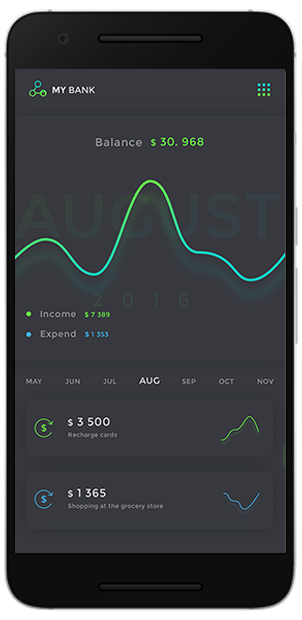 MY BANK
Balance $ 30. 968
AUGUST
2016
Income $ 7 389
Expend $ 1 353
MAY JUN JUL AUG SEP OCT NOV
$ 3 500
Recharge cards
$ 1 365
Shopping at the grocery store